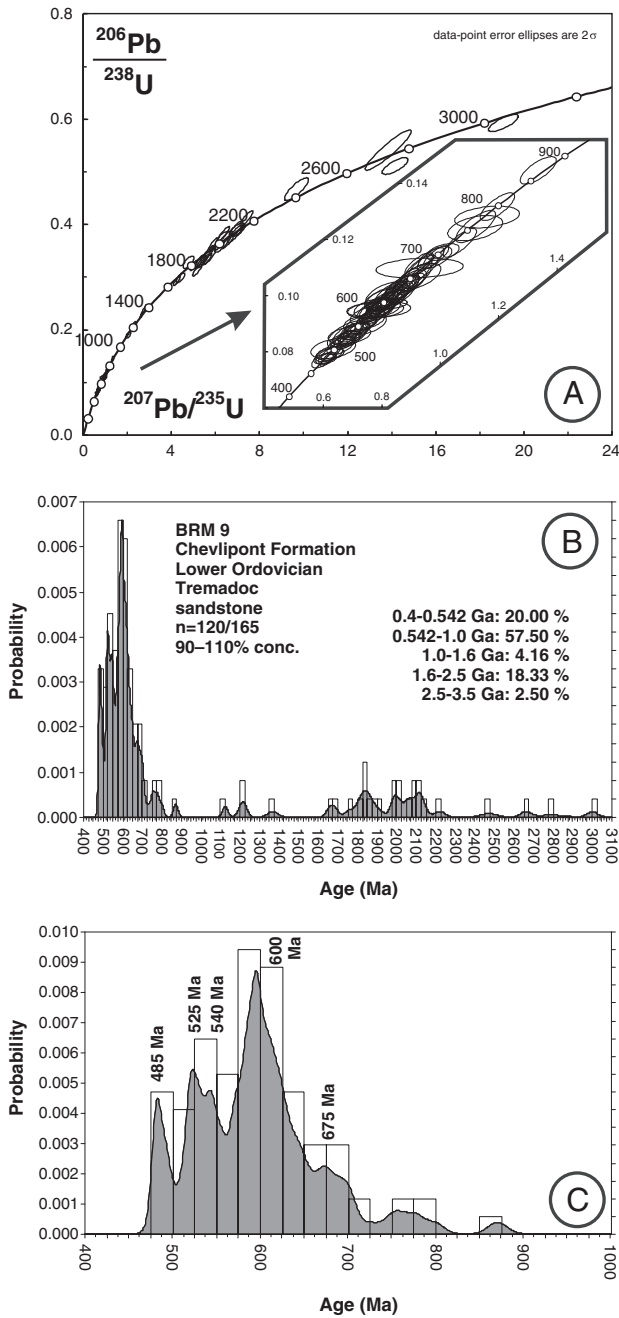 0.8
206Pb
238U
data-point error ellipses are 2σ
0.6
0.4
0.2
0.0
3000
2600
2200
1800
1400
1000
900
0.14
800
0.12
700
1.4
0.10
600
1.2
0.08
500
1.0
400
0.6
0.8
207Pb/235U
A
0
4
8
12
16
20
24
0.007
0.006
0.005
0.004
0.003
0.002
0.001
0.000
Probability
BRM 9
Chevlipont Formation
Lower Ordovician
Tremadoc
sandstone
n=120/165
90–110% conc.
B
0.4-0.542 Ga: 20.00 %
0.542-1.0 Ga: 57.50 %
1.0-1.6 Ga: 4.16 %
1.6-2.5 Ga: 18.33 %
2.5-3.5 Ga: 2.50 %
400 500 600 700 800 900 1000 1100 1200 1300 1400 1500 1600 1700 1800 1900 2000 2100 2200 2300 2400 2500 2600 2700 2800 2900 3000 3100
Age (Ma)
0.010
0.009
0.008
0.007
0.006
0.005
0.004
0.003
0.002
0.001
0.000
Probability
485 Ma
525 Ma
540 Ma
600
Ma
675 Ma
C
400 500 600 700 800 900 1000
Age (Ma)